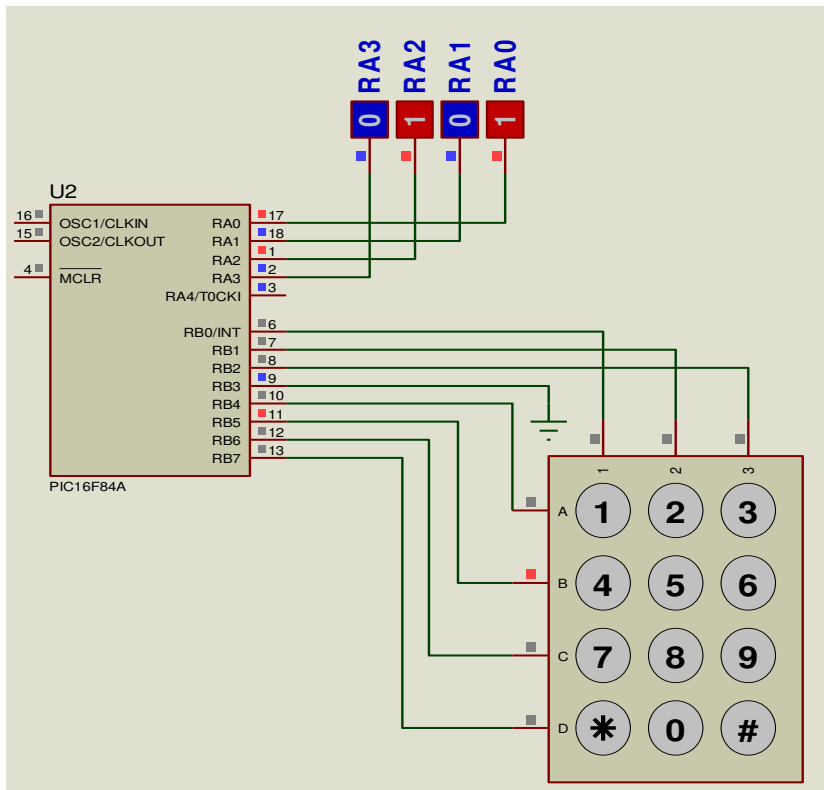 RA3 RA2 RA1 RA0
0 1 0 1
U2
16 OSC1/CLKIN RA0 17
15 OSC2/CLKOUT RA1 18
RA2 1
4 MCLR RA3 2
RA4/T0CKI 3
RB0/INT 6
RB1 7
RB2 8
RB3 9
RB4 10
RB5 11
RB6 12
RB7 13
PIC16F84A
1 2 3
A 1 2 3
B 4 5 6
C 7 8 9
D * 0 #